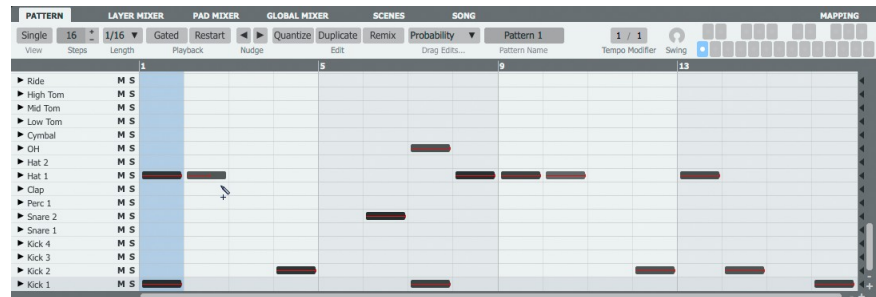 PATTERN LAYER MIXER PAD MIXER GLOBAL MIXER SCENES SONG MAPPING
Single 16 + - 1/16 ▼ Gated Restart ◀ ▶ Quantize Duplicate Remix Probability ▼ Pattern 1 1 / 1
View Steps Length Playback Nudge Edit Drag Edits... Pattern Name Tempo Modifier Swing
1 5 9 13
Ride M S
High Tom M S
Mid Tom M S
Low Tom M S
Cymbal M S
OH M S
Hat 2 M S
Hat 1 M S
Clap M S
Perc 1 M S
Snare 2 M S
Snare 1 M S
Kick 4 M S
Kick 3 M S
Kick 2 M S
Kick 1 M S